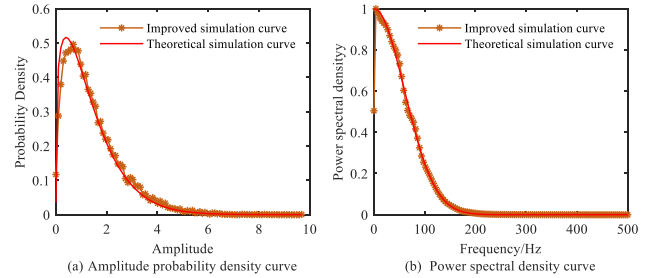 Improved simulation curve
Theoretical simulation curve
Probability Density
0.6
0.5
0.4
0.3
0.2
0.1
0
0 2 4 6 8 10
Amplitude
(a) Amplitude probability density curve
Improved simulation curve
Theoretical simulation curve
Power spectral densityy
1
0.8
0.6
0.4
0.2
0
0 100 200 300 400 500
Frequency/Hz
(b) Power spectral density curve